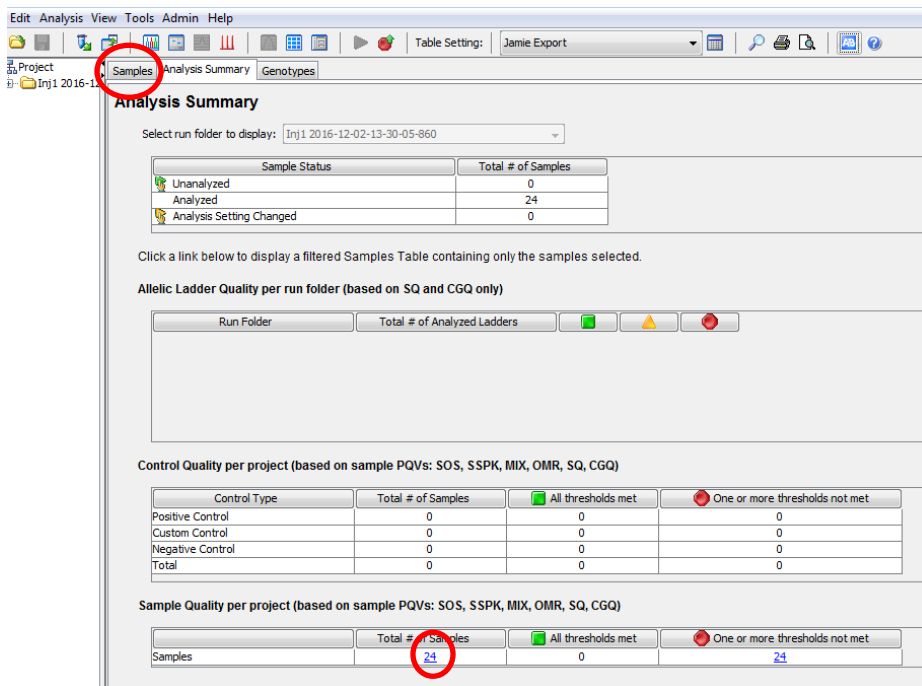 Edit Analysis View Tools Admin Help
Table Setting: Jamie Export
Project
Inj1 2016-12
Samples Analysis Summary Genotypes
Analysis Summary
Select run folder to display: Inj1 2016-12-02-13-30-05-860
Sample Status Total # of Samples
Unanalyzed 0
Analyzed 24
Analysis Setting Changed 0
Click a link below to display a filtered Samples Table containing only the samples selected.
Allelic Ladder Quality per run folder (based on SQ and CGQ only)
Run Folder Total # of Analyzed Ladders
Control Quality per project (based on sample PQVs: SOS, SSPK, MIX, OMR, SQ, CGQ)
Control Type Total # of Samples All thresholds met One or more thresholds not met
Positive Control 0 0 0
Custom Control 0 0 0
Negative Control 0 0 0
Total 0 0 0
Sample Quality per project (based on sample PQVs: SOS, SSPK, MIX, OMR, SQ, CGQ)
Total # of Samples All thresholds met One or more thresholds not met
Samples 24 0 24